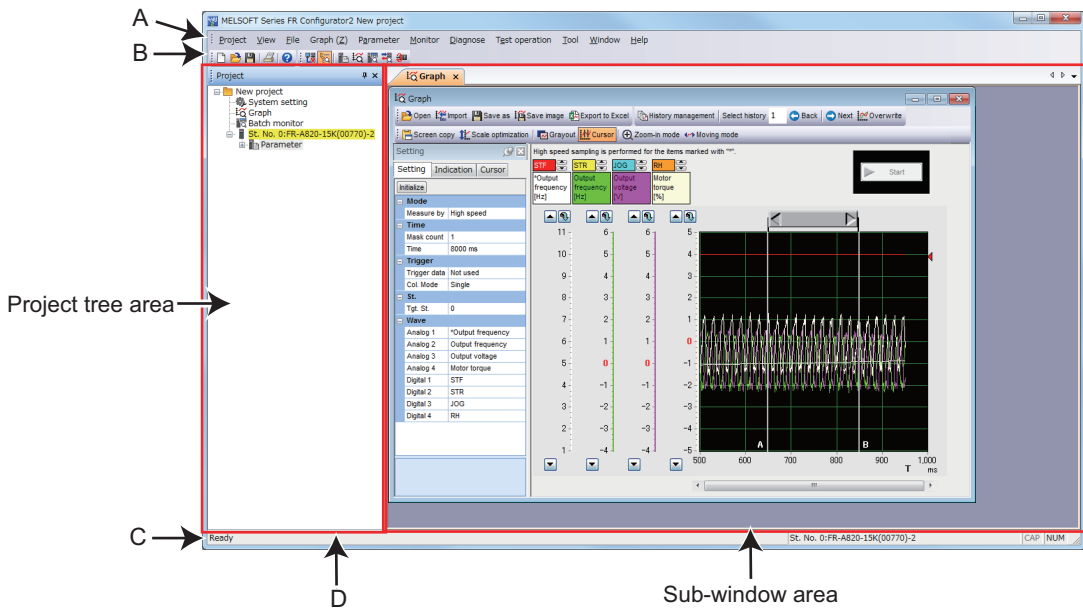 A
B
Project tree area
C
D
Sub-window area
MELSOFT Series FR Configurator2 New project
Project View File Graph (Z) Parameter Monitor Diagnose Test operation Tool Window Help
Project
New project
System setting
Graph
Batch monitor
St. No. 0:FR-A820-15K(00770)-2
Parameter
Graph
Graph
Open Import Save as Save image Export to Excel History management Select history 1 Back Next Overwrite
Screen copy Scale optimization Grayout Cursor Zoom-in mode Moving mode
Setting
Setting Indication Cursor
Initialize
Mode
Measure by High speed
Time
Mask count 1
Time 8000 ms
Trigger
Trigger data Not used
Col. Mode Single
St.
Tgt. St. 0
Wave
Analog 1 *Output frequency
Analog 2 Output frequency
Analog 3 Output voltage
Analog 4 Motor torque
Digital 1 STF
Digital 2 STR
Digital 3 JOG
Digital 4 RH
High speed sampling is performed for the items marked with "*".
STF STR JOG RH
*Output frequency [Hz]
Output frequency [Hz]
Output voltage [V]
Motor torque [%]
Start
11 6 6 5
10 5 5 4
9 4 4 3
8 3 3 2
7 2 2 1
6 1 1 0
5 0 0 -1
4 -1 -1 -2
3 -2 -2 -3
2 -3 -3 -4
1 -4 -4 -5
A B
500 600 700 800 900 1,000
T ms
Ready
St. No. 0:FR-A820-15K(00770)-2
CAP NUM